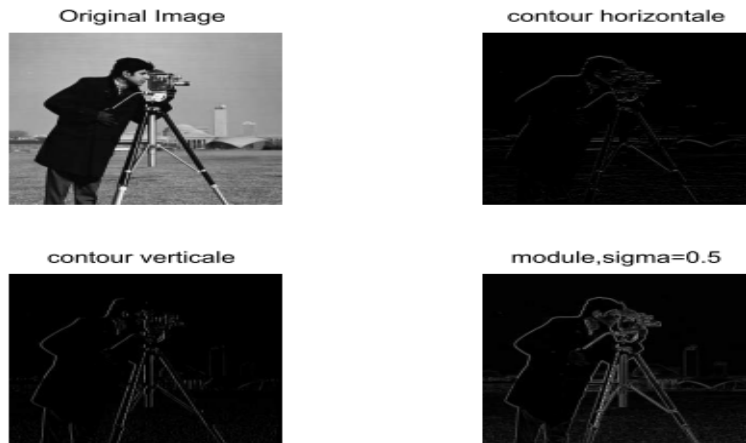 Original Image
contour horizontale
contour verticale
module,sigma=0.5